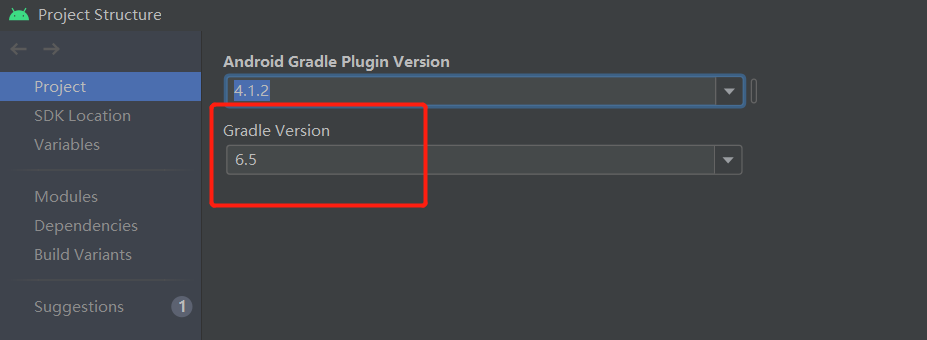 Project Structure
Project
SDK Location
Variables
Modules
Dependencies
Build Variants
Suggestions 1
Android Gradle Plugin Version
4.1.2
Gradle Version
6.5